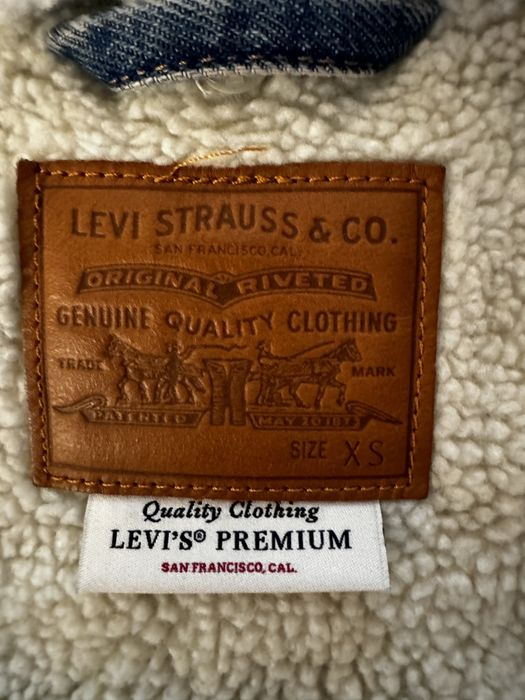 LEVI STRAUSS & CO.
SAN FRANCISCO, CAL.
ORIGINAL RIVETED
GENUINE QUALITY CLOTHING
TRADE MARK
PATENTED MAY 20 1873
SIZE XS
Quality Clothing
LEVI'S® PREMIUM
SAN FRANCISCO, CAL.